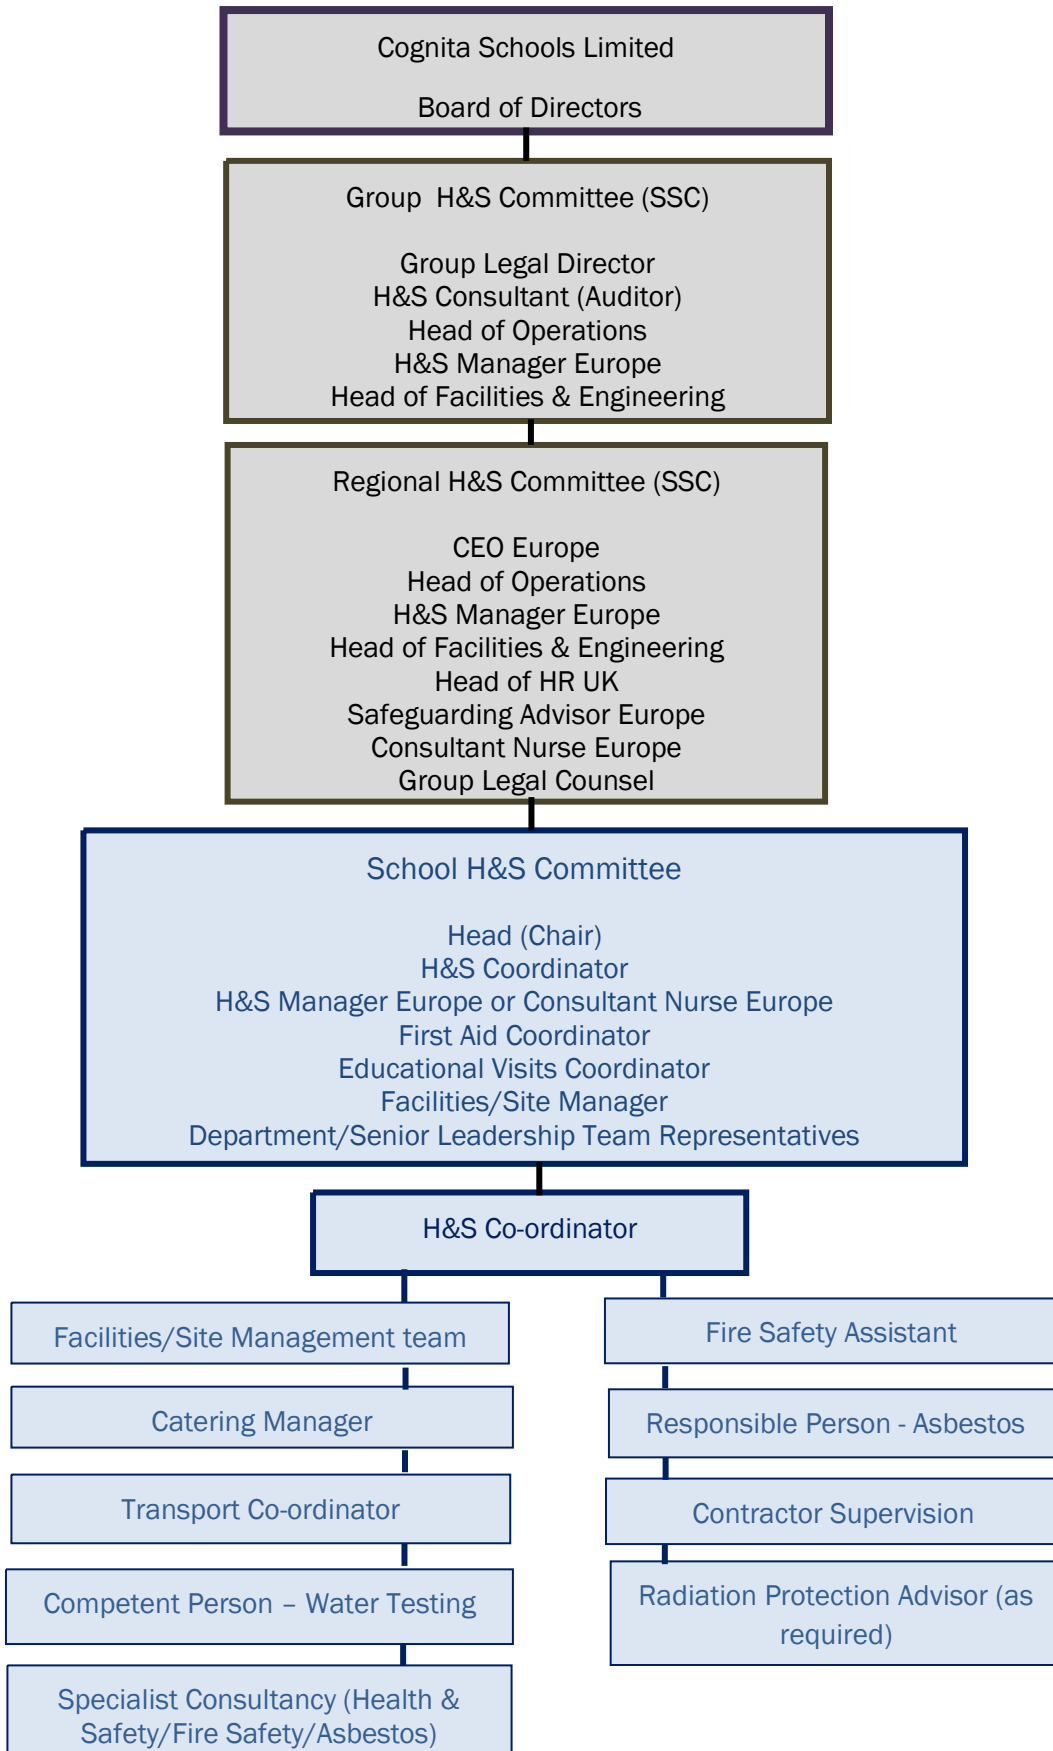 Cognita Schools Limited
Board of Directors
Group H&S Committee (SSC)
Group Legal Director
H&S Consultant (Auditor)
Head of Operations
H&S Manager Europe
Head of Facilities & Engineering
Regional H&S Committee (SSC)
CEO Europe
Head of Operations
H&S Manager Europe
Head of Facilities & Engineering
Head of HR UK
Safeguarding Advisor Europe
Consultant Nurse Europe
Group Legal Counsel
School H&S Committee
Head (Chair)
H&S Coordinator
H&S Manager Europe or Consultant Nurse Europe
First Aid Coordinator
Educational Visits Coordinator
Facilities/Site Manager
Department/Senior Leadership Team Representatives
H&S Co-ordinator
Facilities/Site Management team
Catering Manager
Transport Co-ordinator
Competent Person – Water Testing
Specialist Consultancy (Health &
Safety/Fire Safety/Asbestos)
Fire Safety Assistant
Responsible Person - Asbestos
Contractor Supervision
Radiation Protection Advisor (as
required)